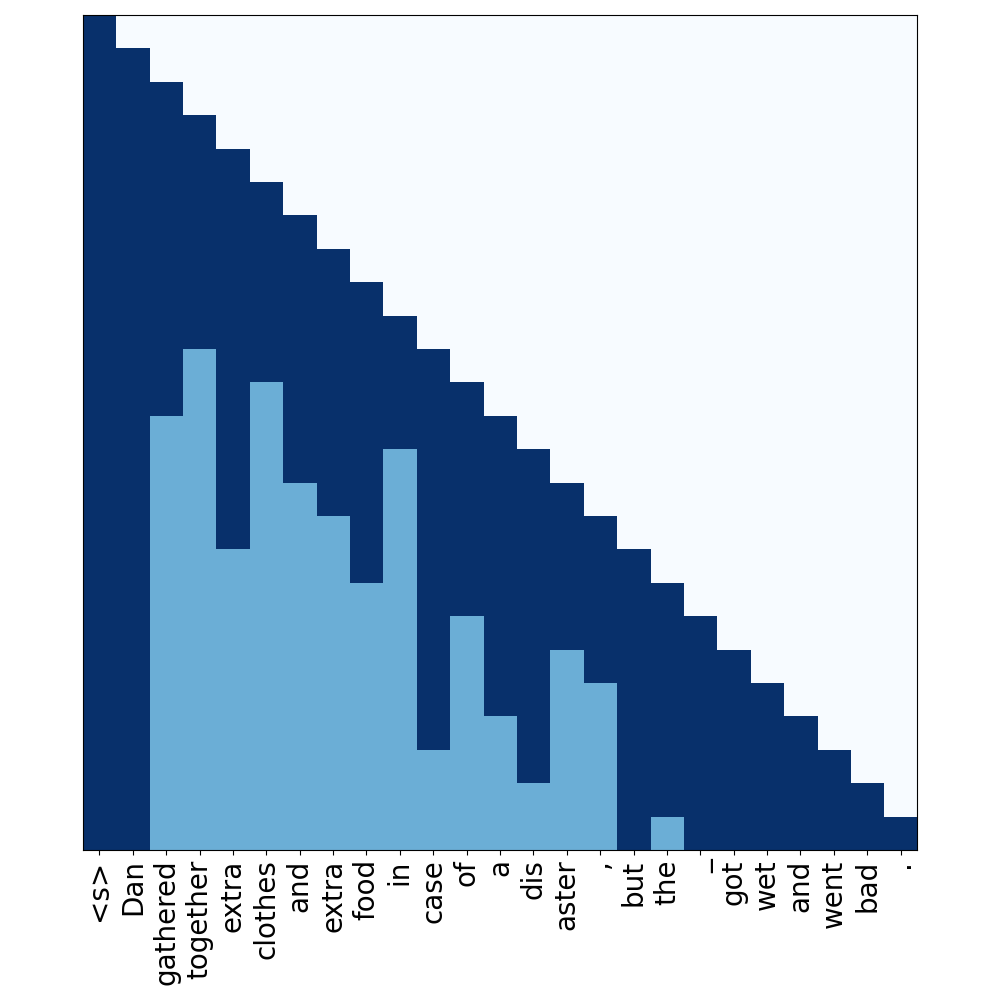 <s> Dan gathered together extra clothes and extra food in case of a dis aster , but the _ got wet and went bad .